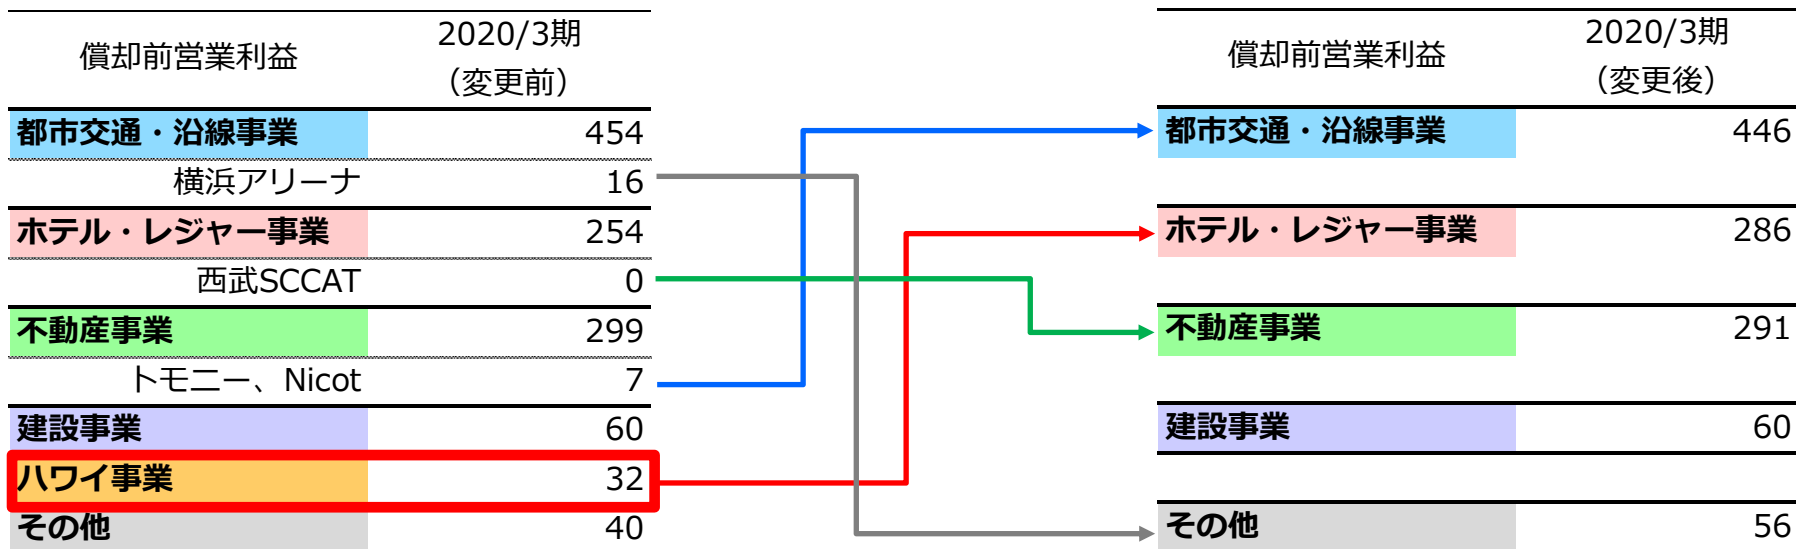 償却前営業利益 2020/3期
（変更前）
都市交通・沿線事業 454
横浜アリーナ 16
ホテル・レジャー事業 254
西武SCCAT 0
不動産事業 299
トモニー、Nicot 7
建設事業 60
ハワイ事業 32
その他 40
償却前営業利益 2020/3期
（変更後）
都市交通・沿線事業 446
ホテル・レジャー事業 286
不動産事業 291
建設事業 60
その他 56